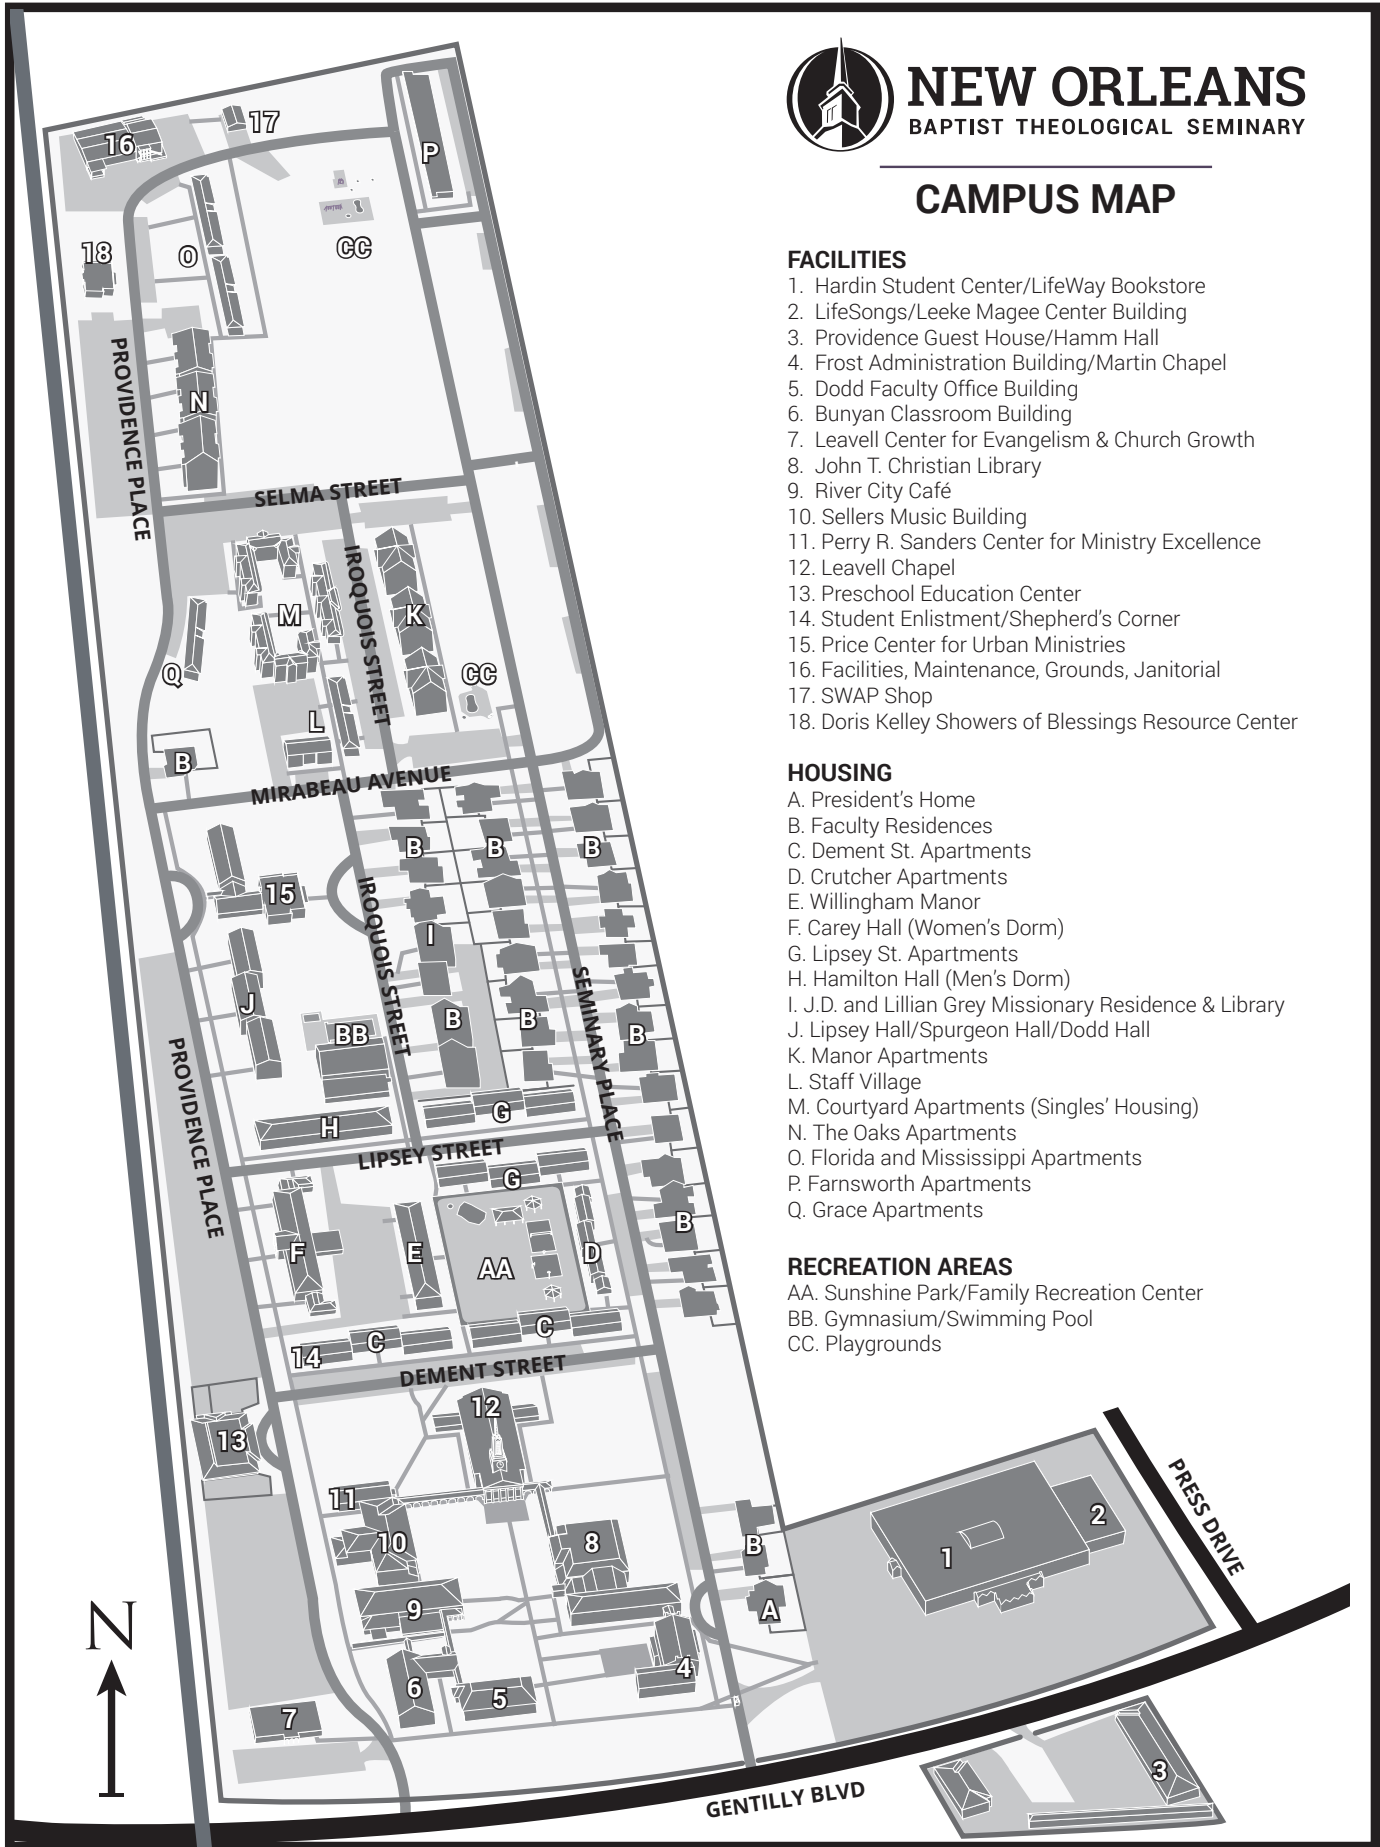 NEW ORLEANS
BAPTIST THEOLOGICAL SEMINARY
CAMPUS MAP
FACILITIES
1. Hardin Student Center/LifeWay Bookstore
2. LifeSongs/Leeke Magee Center Building
3. Providence Guest House/Hamm Hall
4. Frost Administration Building/Martin Chapel
5. Dodd Faculty Office Building
6. Bunyan Classroom Building
7. Leavell Center for Evangelism & Church Growth
8. John T. Christian Library
9. River City Café
10. Sellers Music Building
11. Perry R. Sanders Center for Ministry Excellence
12. Leavell Chapel
13. Preschool Education Center
14. Student Enlistment/Shepherd's Corner
15. Price Center for Urban Ministries
16. Facilities, Maintenance, Grounds, Janitorial
17. SWAP Shop
18. Doris Kelley Showers of Blessings Resource Center
HOUSING
A. President's Home
B. Faculty Residences
C. Dement St. Apartments
D. Crutcher Apartments
E. Willingham Manor
F. Carey Hall (Women's Dorm)
G. Lipsey St. Apartments
H. Hamilton Hall (Men's Dorm)
I. J.D. and Lillian Grey Missionary Residence & Library
J. Lipsey Hall/Spurgeon Hall/Dodd Hall
K. Manor Apartments
L. Staff Village
M. Courtyard Apartments (Singles' Housing)
N. The Oaks Apartments
O. Florida and Mississippi Apartments
P. Farnsworth Apartments
Q. Grace Apartments
RECREATION AREAS
AA. Sunshine Park/Family Recreation Center
BB. Gymnasium/Swimming Pool
CC. Playgrounds
17
16
P
18
O
CC
PROVIDENCE PLACE
N
SELMA STREET
IROQUOIS STREET
M
K
Q
CC
L
B
MIRABEAU AVENUE
B
B
B
15
IROQUOIS STREET
I
SEMINARY PLACE
J
BB
B
B
B
PROVIDENCE PLACE
G
H
LIPSEY STREET
G
F
E
AA
D
B
C
C
14
DEMENT STREET
12
13
11
10
8
B
1
2
PRESS DRIVE
9
A
N
6
5
4
7
3
GENTILLY BLVD